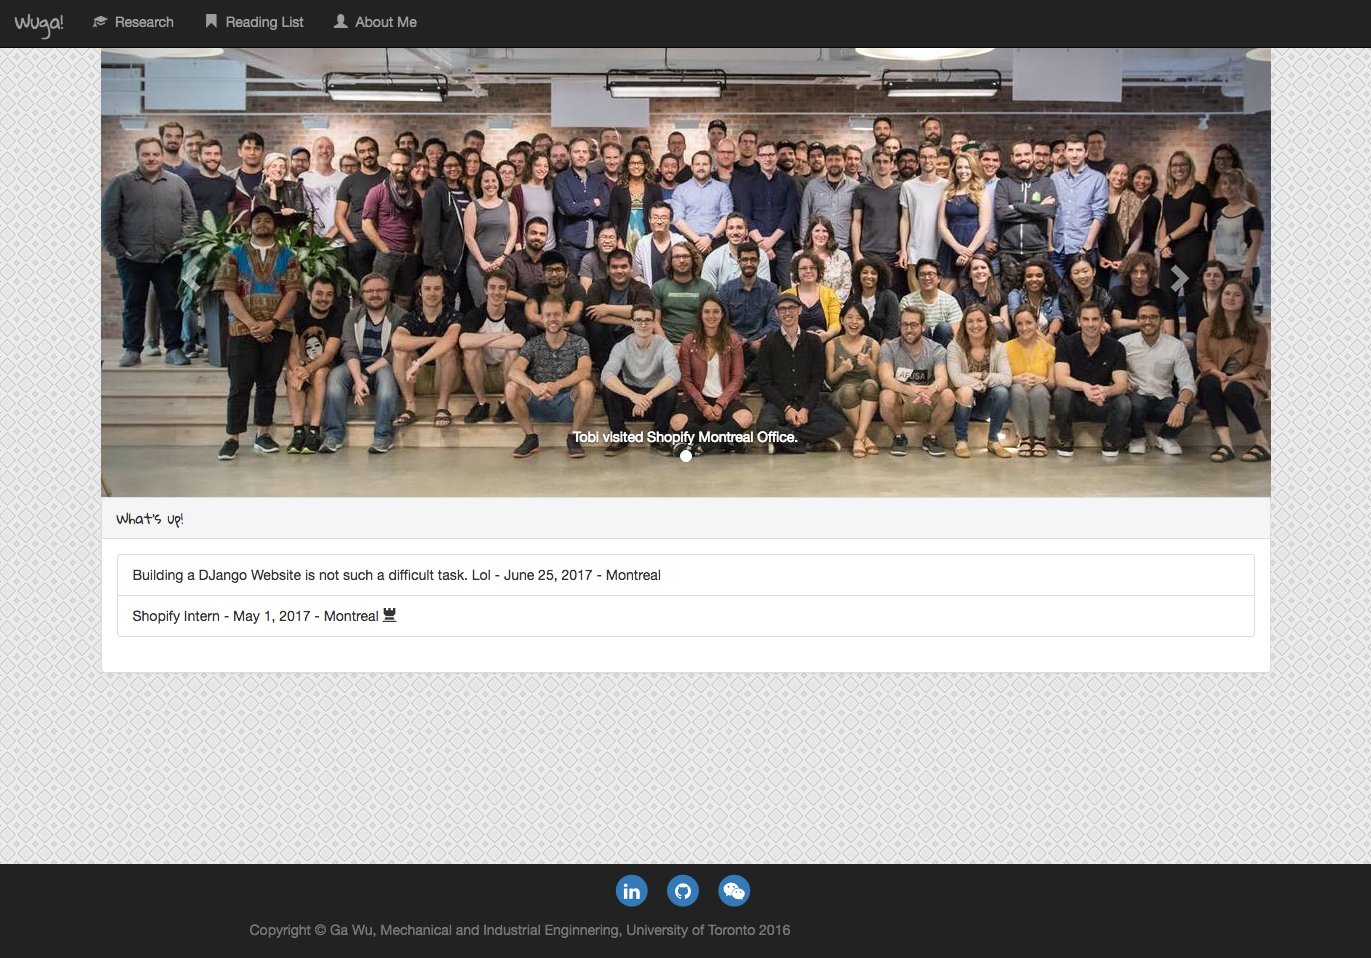 Wuga!
Research
Reading List
About Me
Tobi visited Shopify Montreal Office.
What's up!
Building a DJango Website is not such a difficult task. Lol - June 25, 2017 - Montreal
Shopify Intern - May 1, 2017 - Montreal
in
Copyright © Ga Wu, Mechanical and Industrial Enginnering, University of Toronto 2016